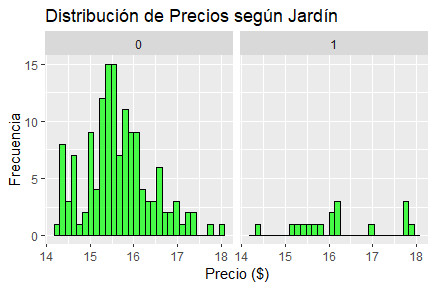 Distribución de Precios según Jardín
0 1
15
10
5
0
Frecuencia
14 15 16 17 18 14 15 16 17 18
Precio ($)